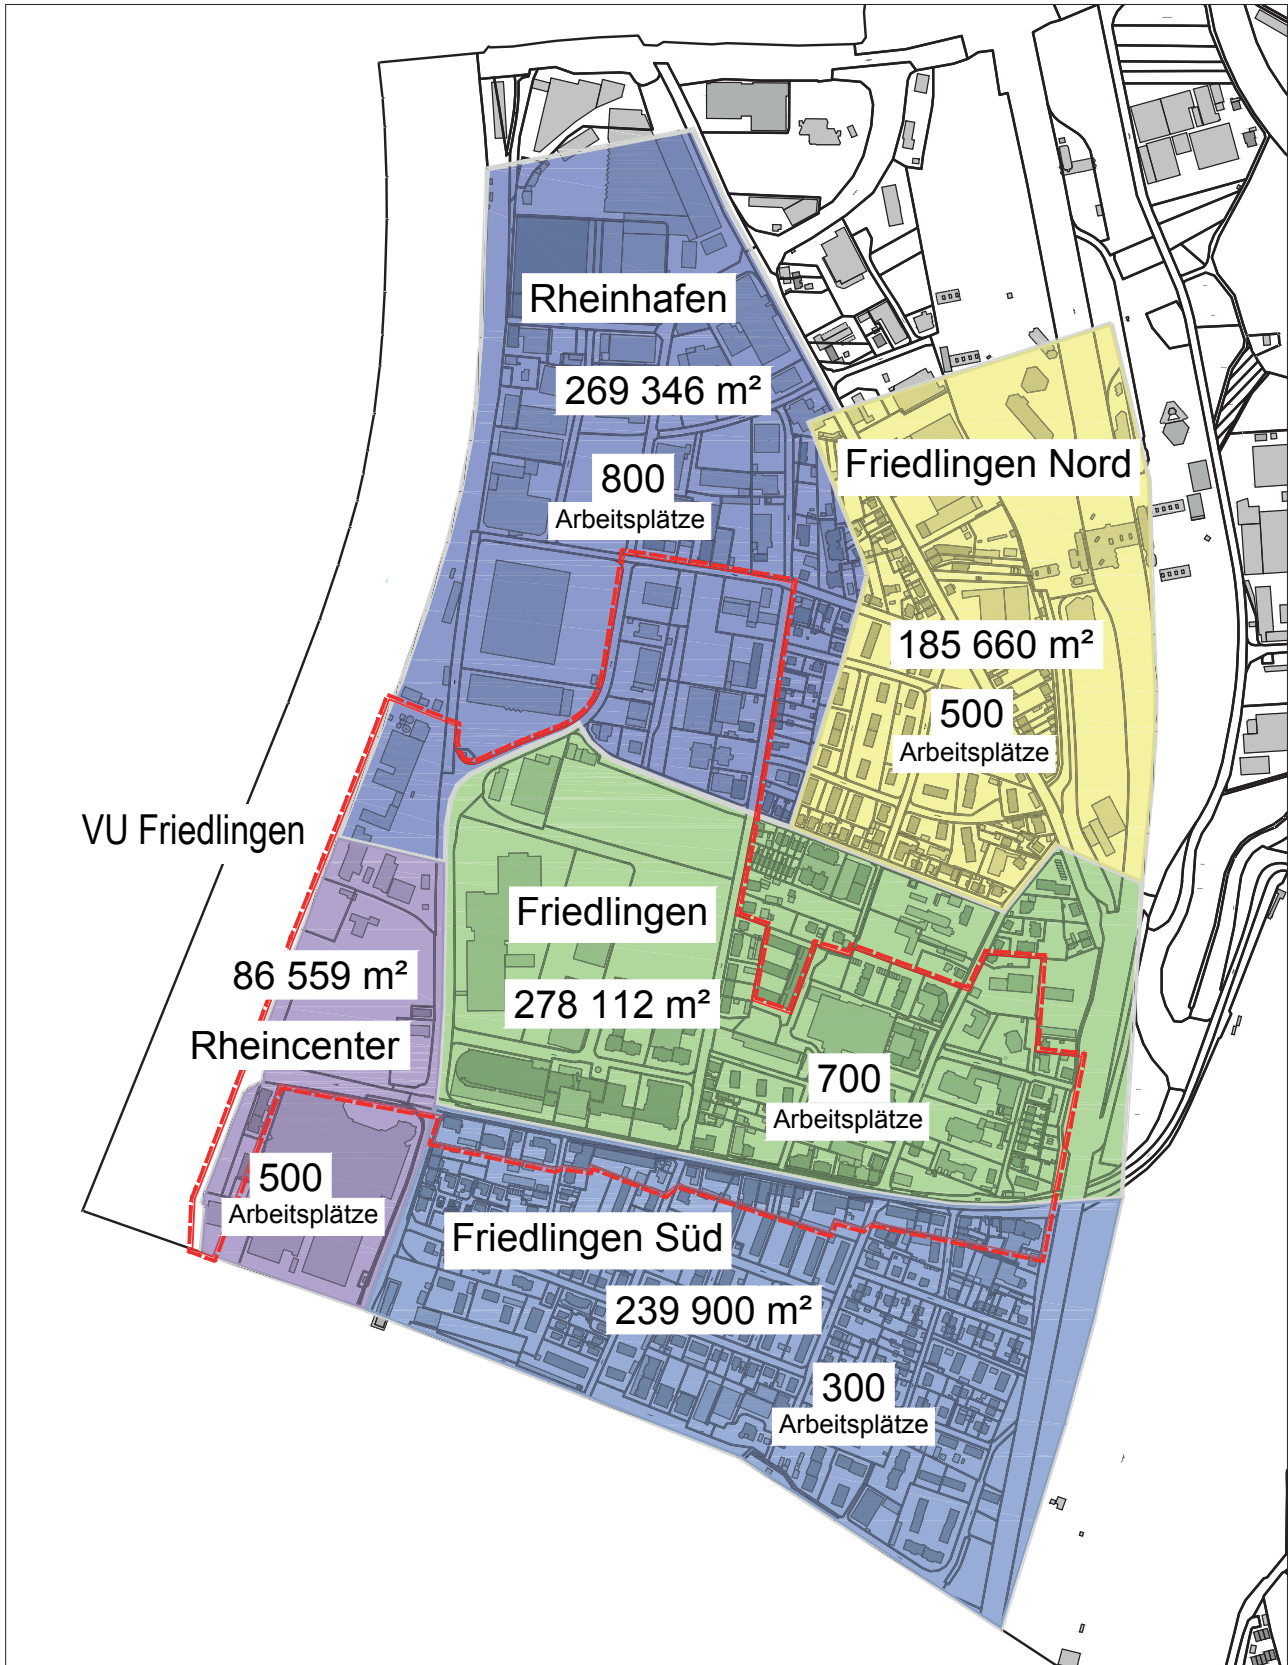 Rheinhafen
269 346 m²
800
Arbeitsplätze
Friedlingen Nord
185 660 m²
500
Arbeitsplätze
VU Friedlingen
Friedlingen
278 112 m²
700
Arbeitsplätze
86 559 m²
Rheincenter
500
Arbeitsplätze
Friedlingen Süd
239 900 m²
300
Arbeitsplätze